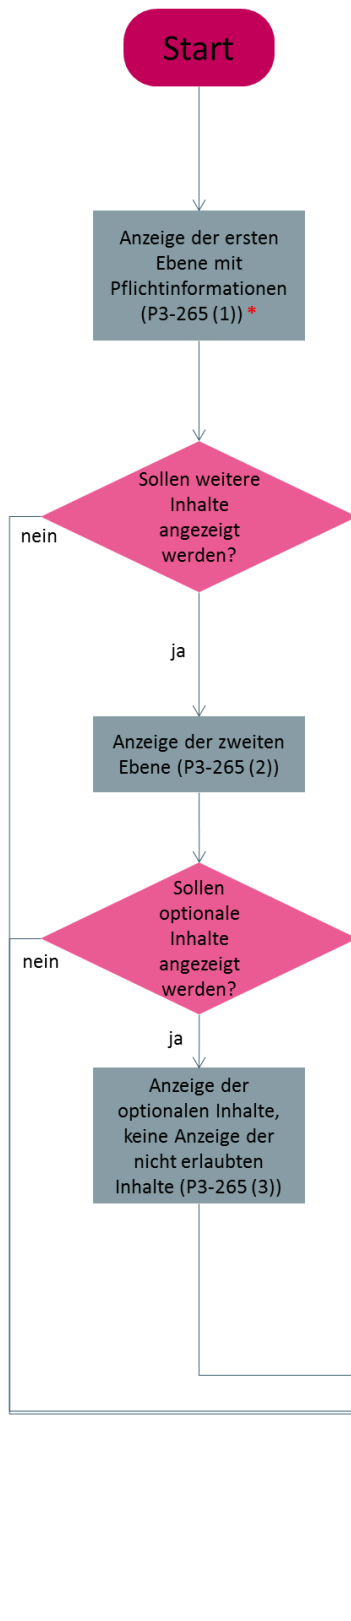 Start
Anzeige der ersten
Ebene mit
Pflichtinformationen
(P3-265 (1)) *
Sollen weitere
Inhalte
angezeigt
werden?
nein
ja
Anzeige der zweiten
Ebene (P3-265 (2))
Sollen
optionale
Inhalte
angezeigt
werden?
nein
ja
Anzeige der
optionalen Inhalte,
keine Anzeige der
nicht erlaubten
Inhalte (P3-265 (3))